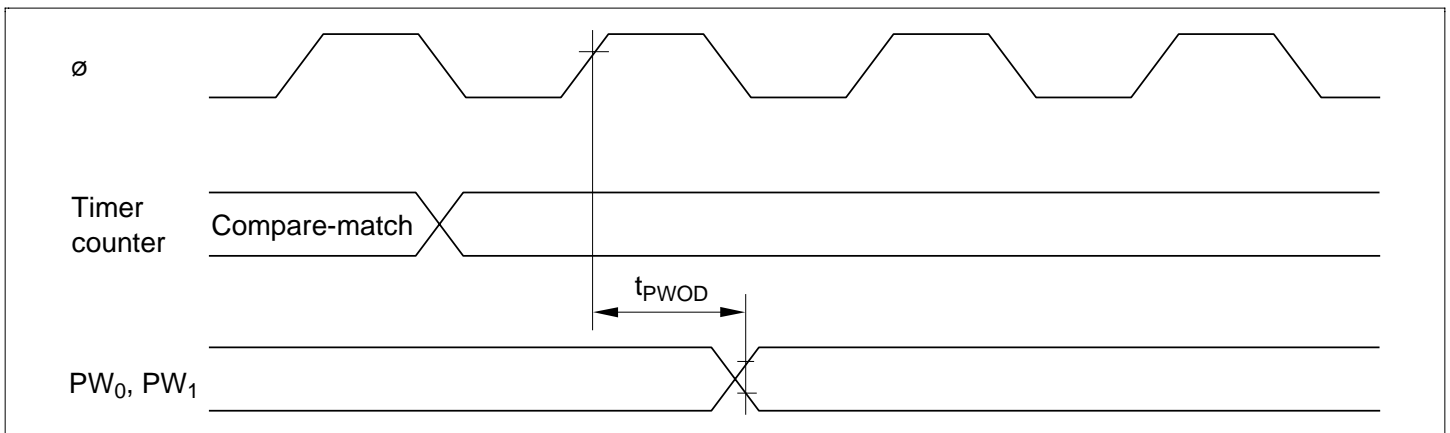 ø
Timer
counter
Compare-match
tPWOD
PW0, PW1